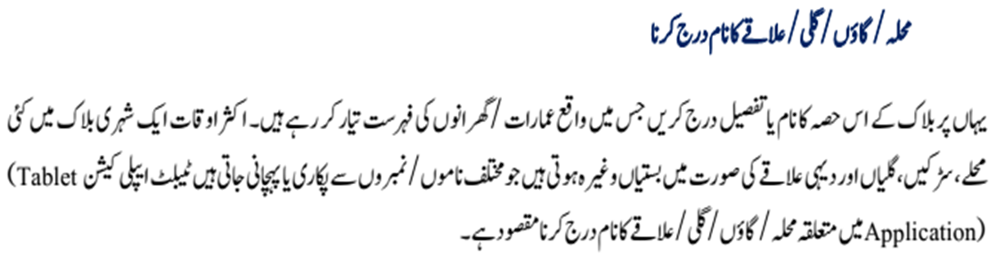 محلہ / گاؤں / گلی / علاقے کا نام درج کرنا
یہاں پر بلاک کے اس حصہ کا نام یا تفصیل درج کریں جس میں واقع عمارات / گھرانوں کی فہرست تیار کر رہے ہیں۔ اکثر اوقات ایک شہری بلاک میں کئی
محلے، سڑکیں، گلیاں اور دیہی علاقے کی صورت میں بستیاں وغیرہ ہوتی ہیں جو مختلف ناموں / نمبروں سے پکاری یا پہچانی جاتی ہیں ٹیبلٹ ایپلی کیشن (Tablet
Application) میں متعلقہ محلہ / گاؤں / گلی / علاقے کا نام درج کرنا مقصود ہے۔